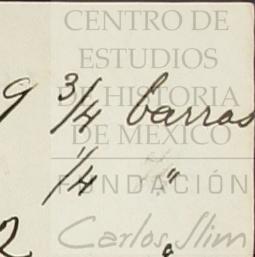 CENTRO DE
ESTUDIOS
9 3/4 barras
DE HISTORIA
DE MEXICO
1/4 "
FUNDACIÓN
2 "
Carlos Slim